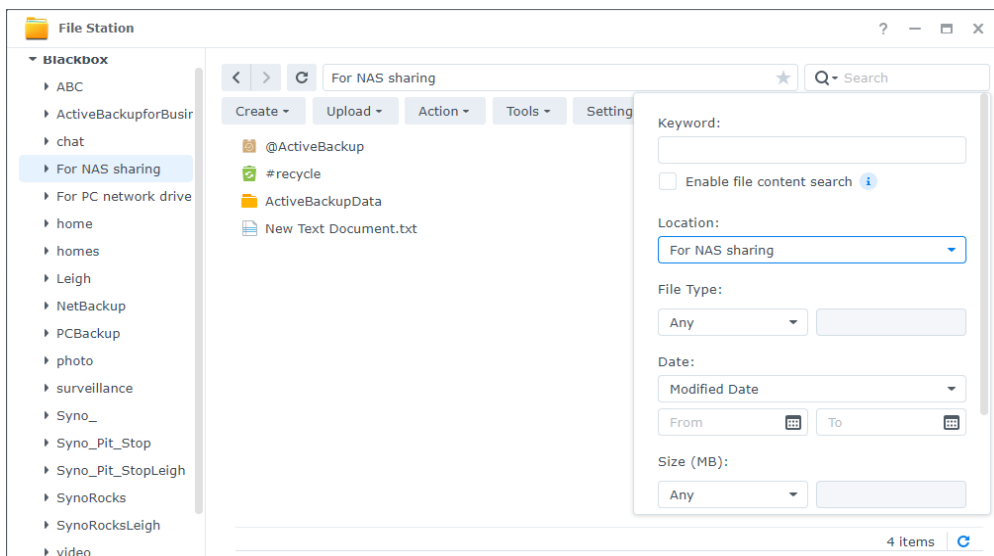 File Station
?
Blackbox
ABC
ActiveBackupforBusir
chat
For NAS sharing
For PC network drive
home
homes
Leigh
NetBackup
PCBackup
photo
surveillance
Syno_
Syno_Pit_Stop
Syno_Pit_StopLeigh
SynoRocks
SynoRocksLeigh
video
For NAS sharing
Search
Create
Upload
Action
Tools
Setting
@ActiveBackup
#recycle
ActiveBackupData
New Text Document.txt
Keyword:
Enable file content search
Location:
For NAS sharing
File Type:
Any
Date:
Modified Date
From
To
Size (MB):
Any
4 items